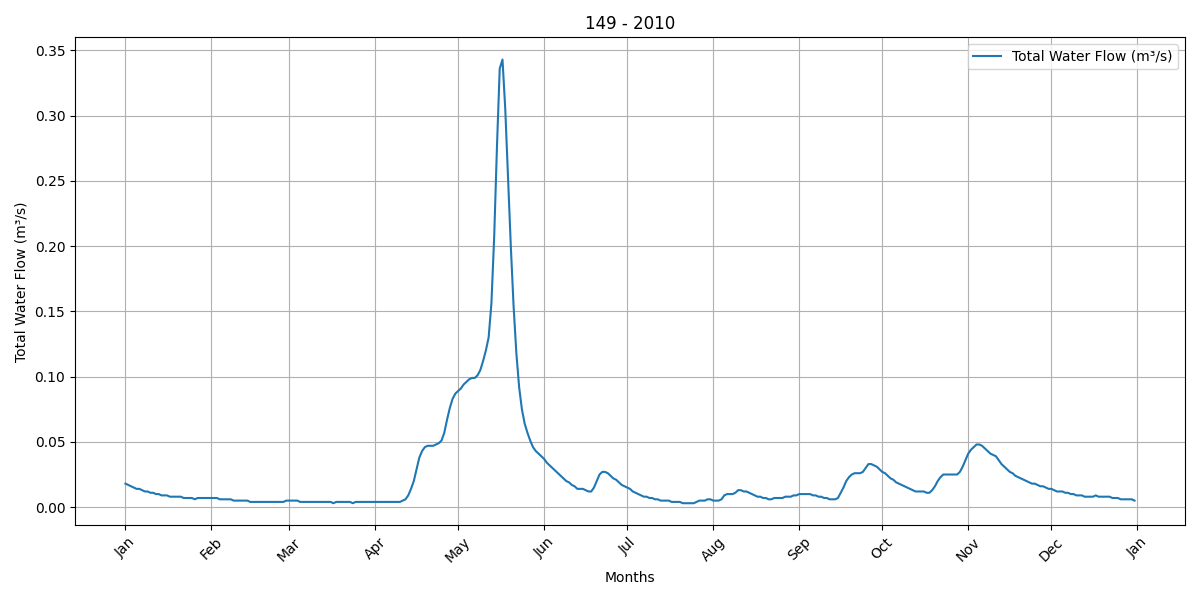 149 - 2010
Total Water Flow (m³/s)
Total Water Flow (m³/s)
0.35
0.30
0.25
0.20
0.15
0.10
0.05
0.00
Jan
Feb
Mar
Apr
May
Jun
Jul
Aug
Sep
Oct
Nov
Dec
Jan
Months